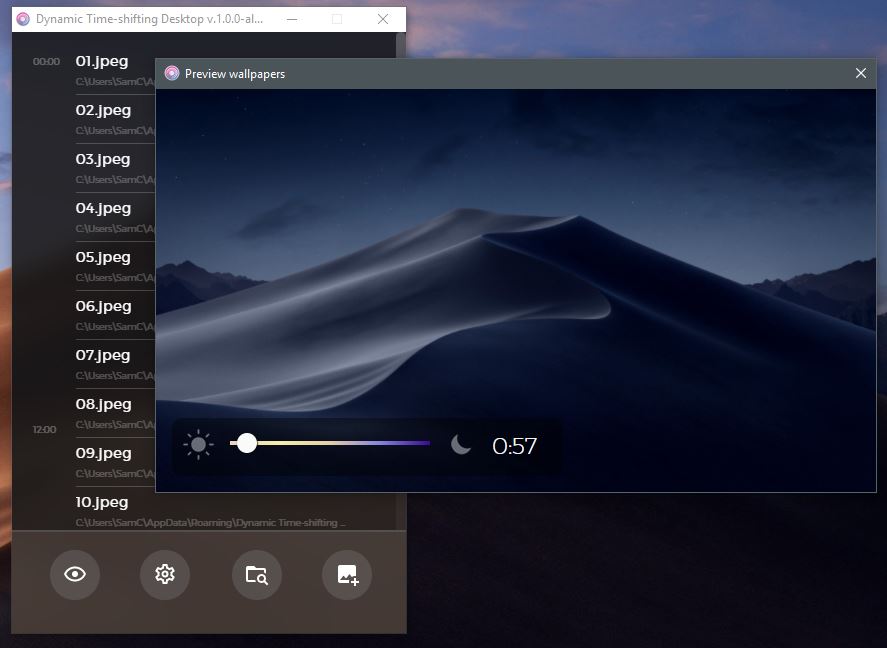 Dynamic Time-shifting Desktop v.1.0.0-al...
Preview wallpapers
00:00
01.jpeg
C:\Users\SamC\A
02.jpeg
C:\Users\SamC\A
03.jpeg
C:\Users\SamC\A
04.jpeg
C:\Users\SamC\A
05.jpeg
C:\Users\SamC\A
06.jpeg
C:\Users\SamC\A
07.jpeg
C:\Users\SamC\A
08.jpeg
C:\Users\SamC\A
12:00
09.jpeg
C:\Users\SamC\A
10.jpeg
C:\Users\SamC\AppData\Roaming\Dynamic Time-shifting ...
0:57